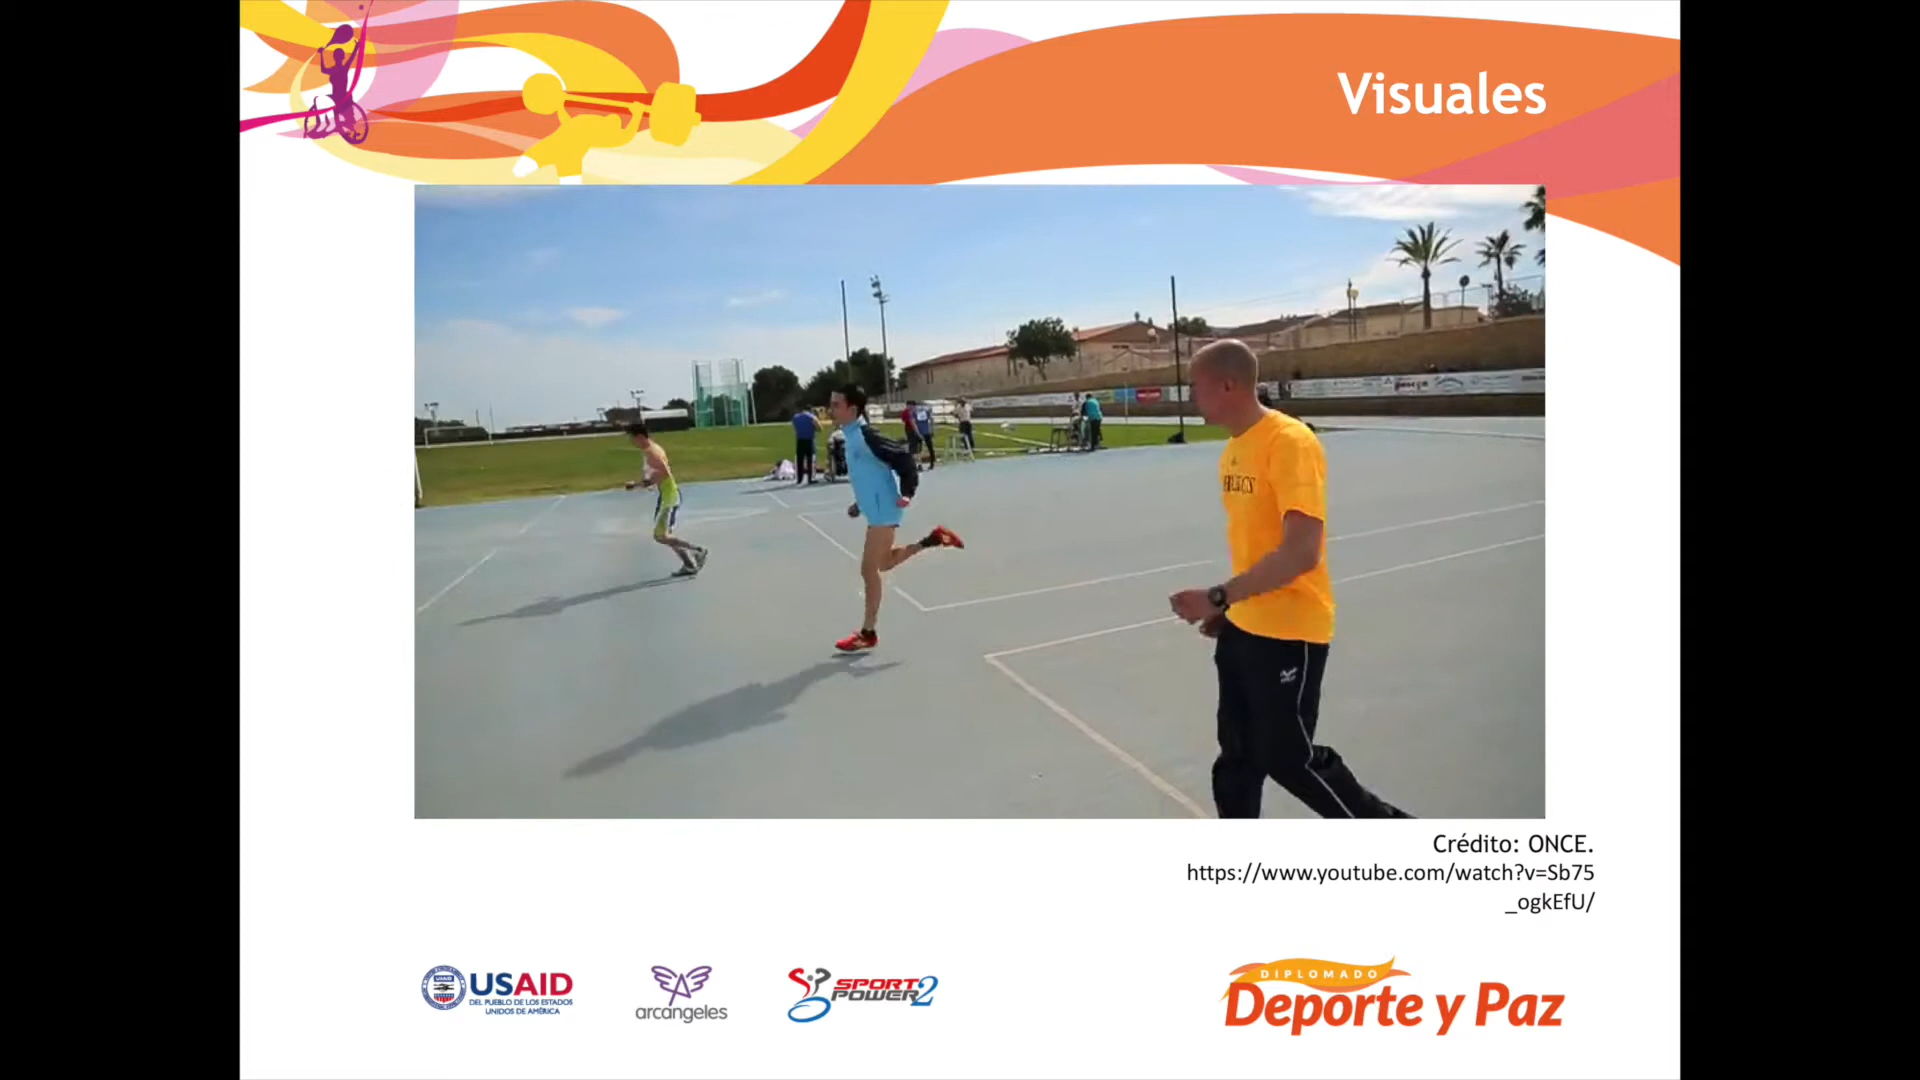 Visuales
Crédito: ONCE.
https://www.youtube.com/watch?v=Sb75
_ogkEfU/
USAID
DEL PUEBLO DE LOS ESTADOS
UNIDOS DE AMÉRICA
arcángeles
SPORT
POWER2
DIPLOMADO
Deporte y Paz